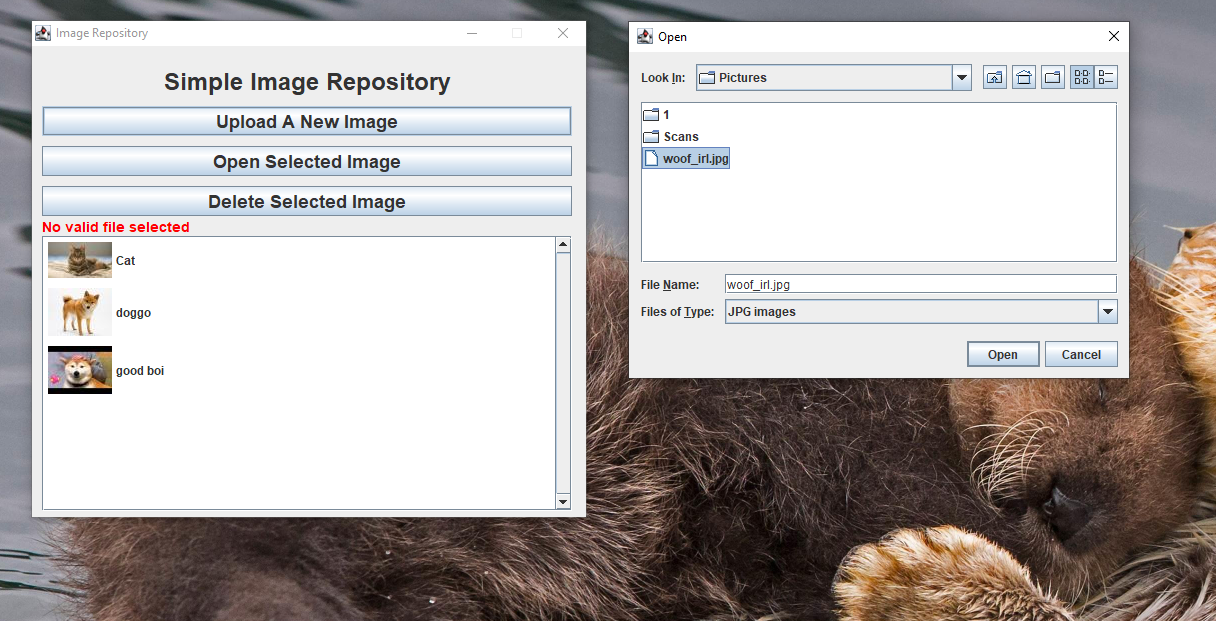 Image Repository
Simple Image Repository
Upload A New Image
Open Selected Image
Delete Selected Image
No valid file selected
Cat
doggo
good boi
Open
Look In:
Pictures
1
Scans
woof_irl.jpg
File Name:
woof_irl.jpg
Files of Type:
JPG images
Open
Cancel